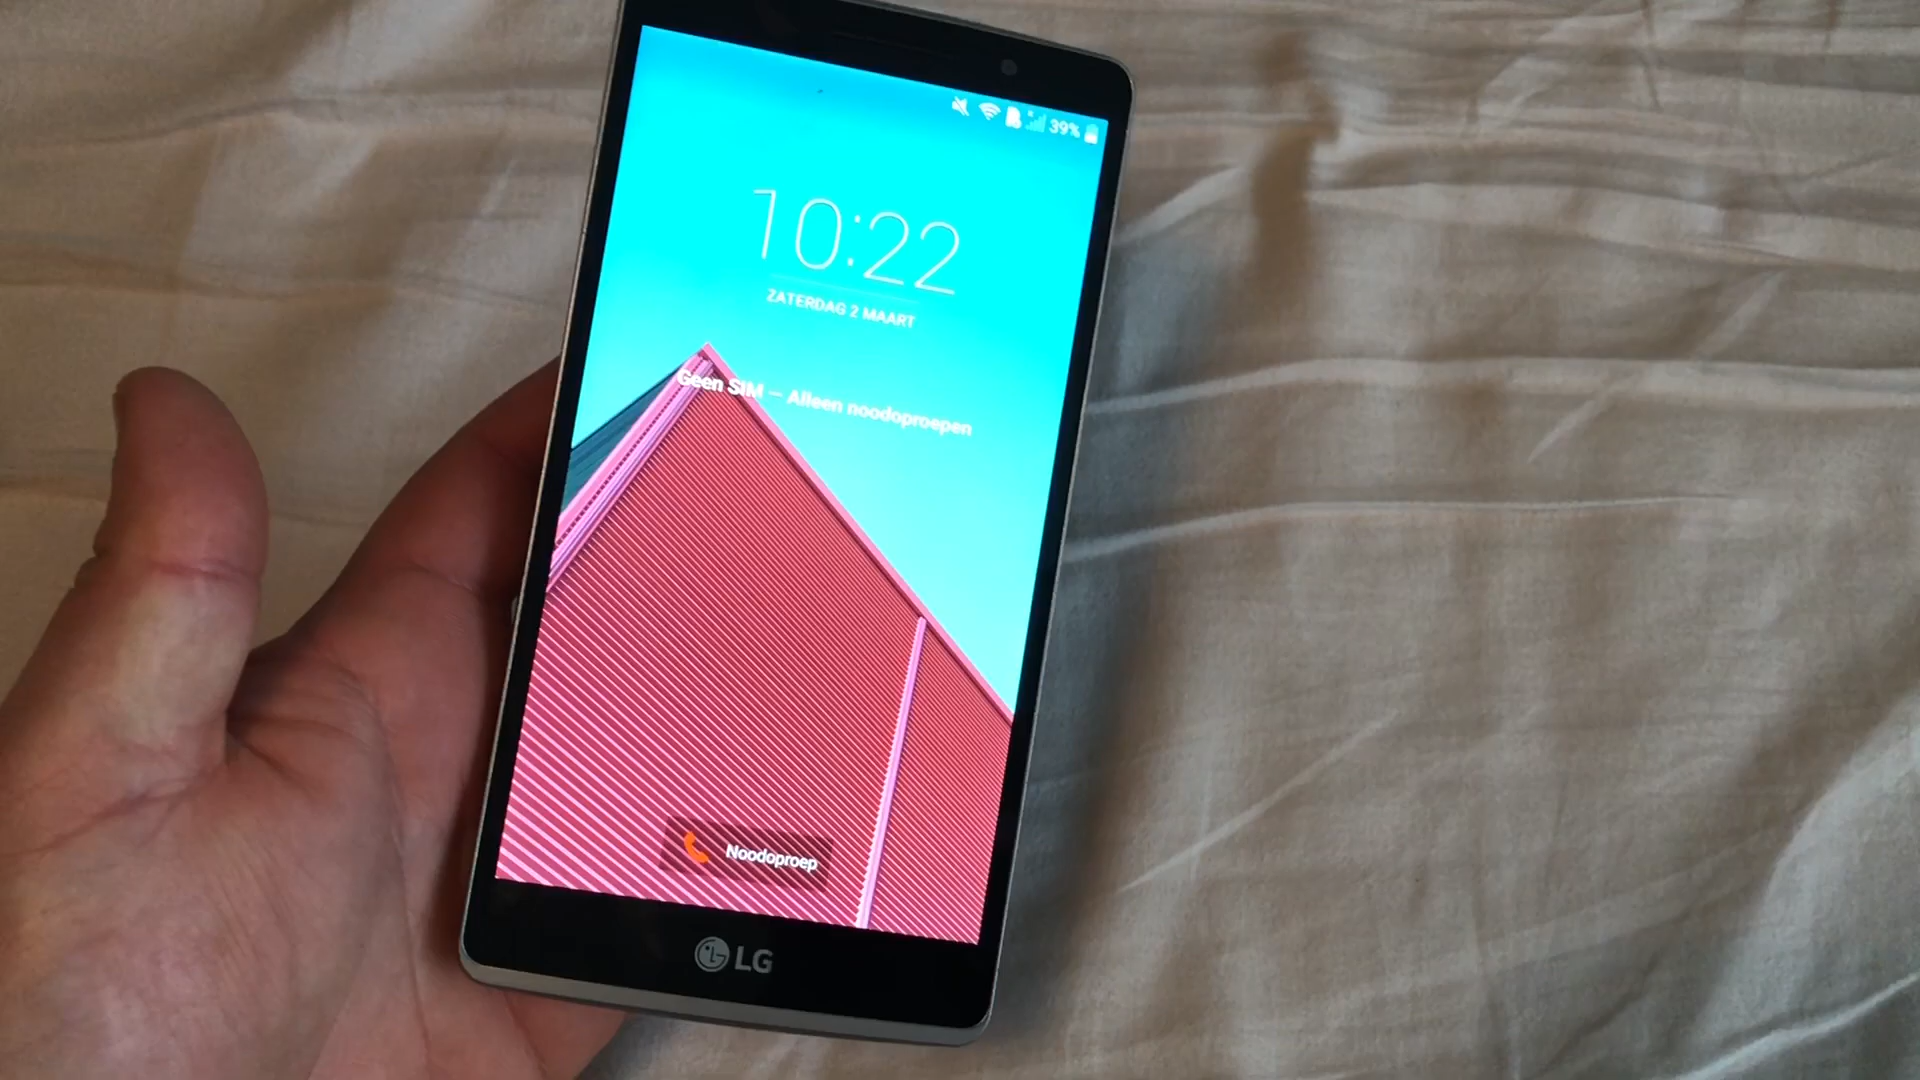 39%
10:22
ZATERDAG 2 MAART
Geen SIM – Alleen noodoproepen
Noodoproep
LG